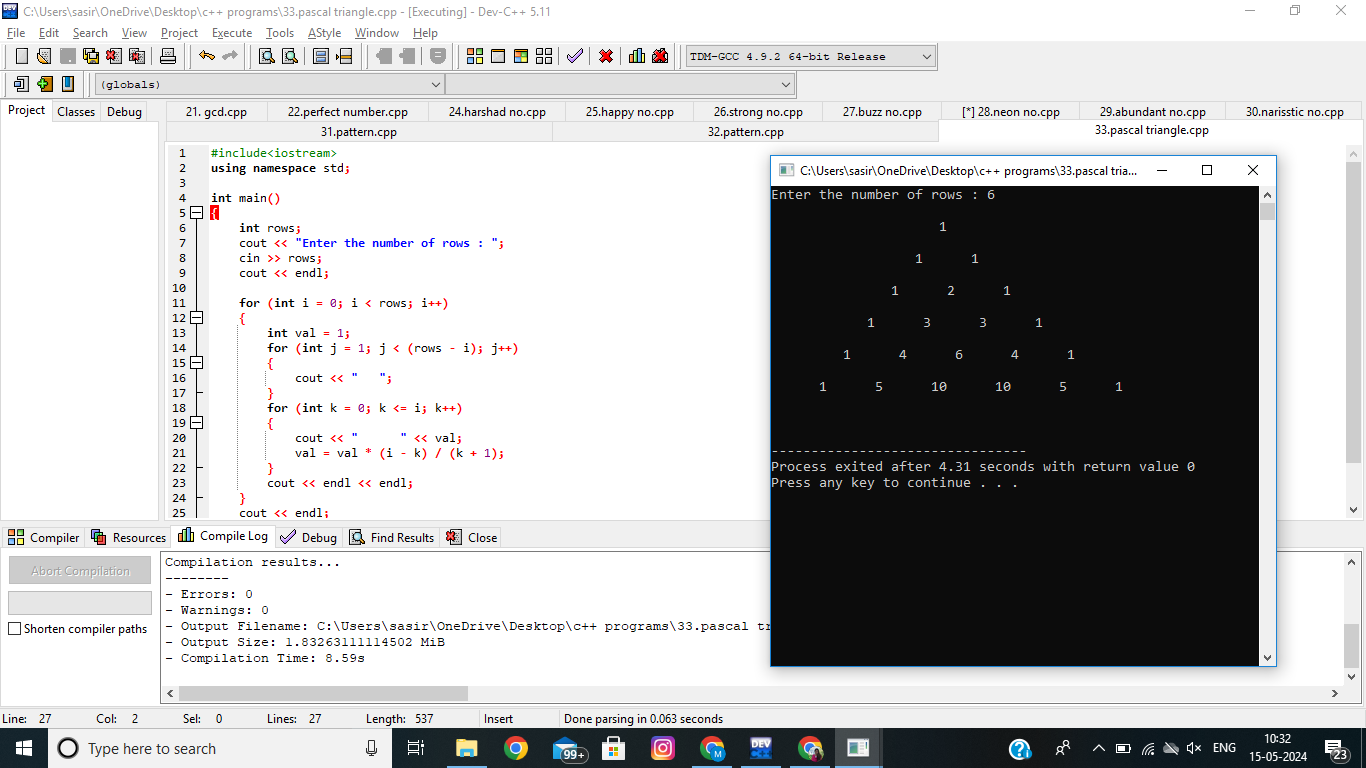 C:\Users\sasir\OneDrive\Desktop\c++ programs\33.pascal triangle.cpp - [Executing] - Dev-C++ 5.11
File Edit Search View Project Execute Tools AStyle Window Help
TDM-GCC 4.9.2 64-bit Release
(globals)
Project Classes Debug
21. gcd.cpp 22.perfect number.cpp 24.harshad no.cpp 25.happy no.cpp 26.strong no.cpp 27.buzz no.cpp [*] 28.neon no.cpp 29.abundant no.cpp 30.narisstic no.cpp
31.pattern.cpp 32.pattern.cpp 33.pascal triangle.cpp
1 #include<iostream>
2 using namespace std;
3
4 int main()
5 {
6 int rows;
7 cout << "Enter the number of rows : ";
8 cin >> rows;
9 cout << endl;
10
11 for (int i = 0; i < rows; i++)
12 {
13 int val = 1;
14 for (int j = 1; j < (rows - i); j++)
15 {
16 cout << "   ";
17 }
18 for (int k = 0; k <= i; k++)
19 {
20 cout << "      " << val;
21 val = val * (i - k) / (k + 1);
22 }
23 cout << endl << endl;
24 }
25 cout << endl;
C:\Users\sasir\OneDrive\Desktop\c++ programs\33.pascal tria...
Enter the number of rows : 6
1
1 1
1 2 1
1 3 3 1
1 4 6 4 1
1 5 10 10 5 1
--------------------------------
Process exited after 4.31 seconds with return value 0
Press any key to continue . . .
Compiler Resources Compile Log Debug Find Results Close
Abort Compilation
Shorten compiler paths
Compilation results...
--------
- Errors: 0
- Warnings: 0
- Output Filename: C:\Users\sasir\OneDrive\Desktop\c++ programs\33.pascal tr
- Output Size: 1.83263111114502 MiB
- Compilation Time: 8.59s
Line: 27 Col: 2 Sel: 0 Lines: 27 Length: 537 Insert Done parsing in 0.063 seconds
Type here to search
99+
M
DEV
ENG
10:32
15-05-2024
23